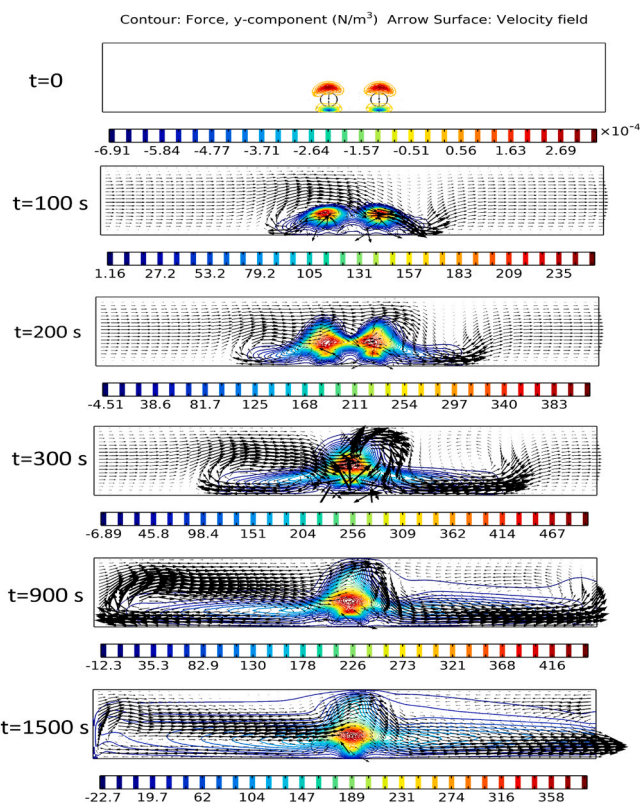 Contour: Force, y-component (N/m³) Arrow Surface: Velocity field
t=0
×10⁻⁴
-6.91 -5.84 -4.77 -3.71 -2.64 -1.57 -0.51 0.56 1.63 2.69
t=100 s
1.16 27.2 53.2 79.2 105 131 157 183 209 235
t=200 s
-4.51 38.6 81.7 125 168 211 254 297 340 383
t=300 s
-6.89 45.8 98.4 151 204 256 309 362 414 467
t=900 s
-12.3 35.3 82.9 130 178 226 273 321 368 416
t=1500 s
-22.7 19.7 62 104 147 189 231 274 316 358